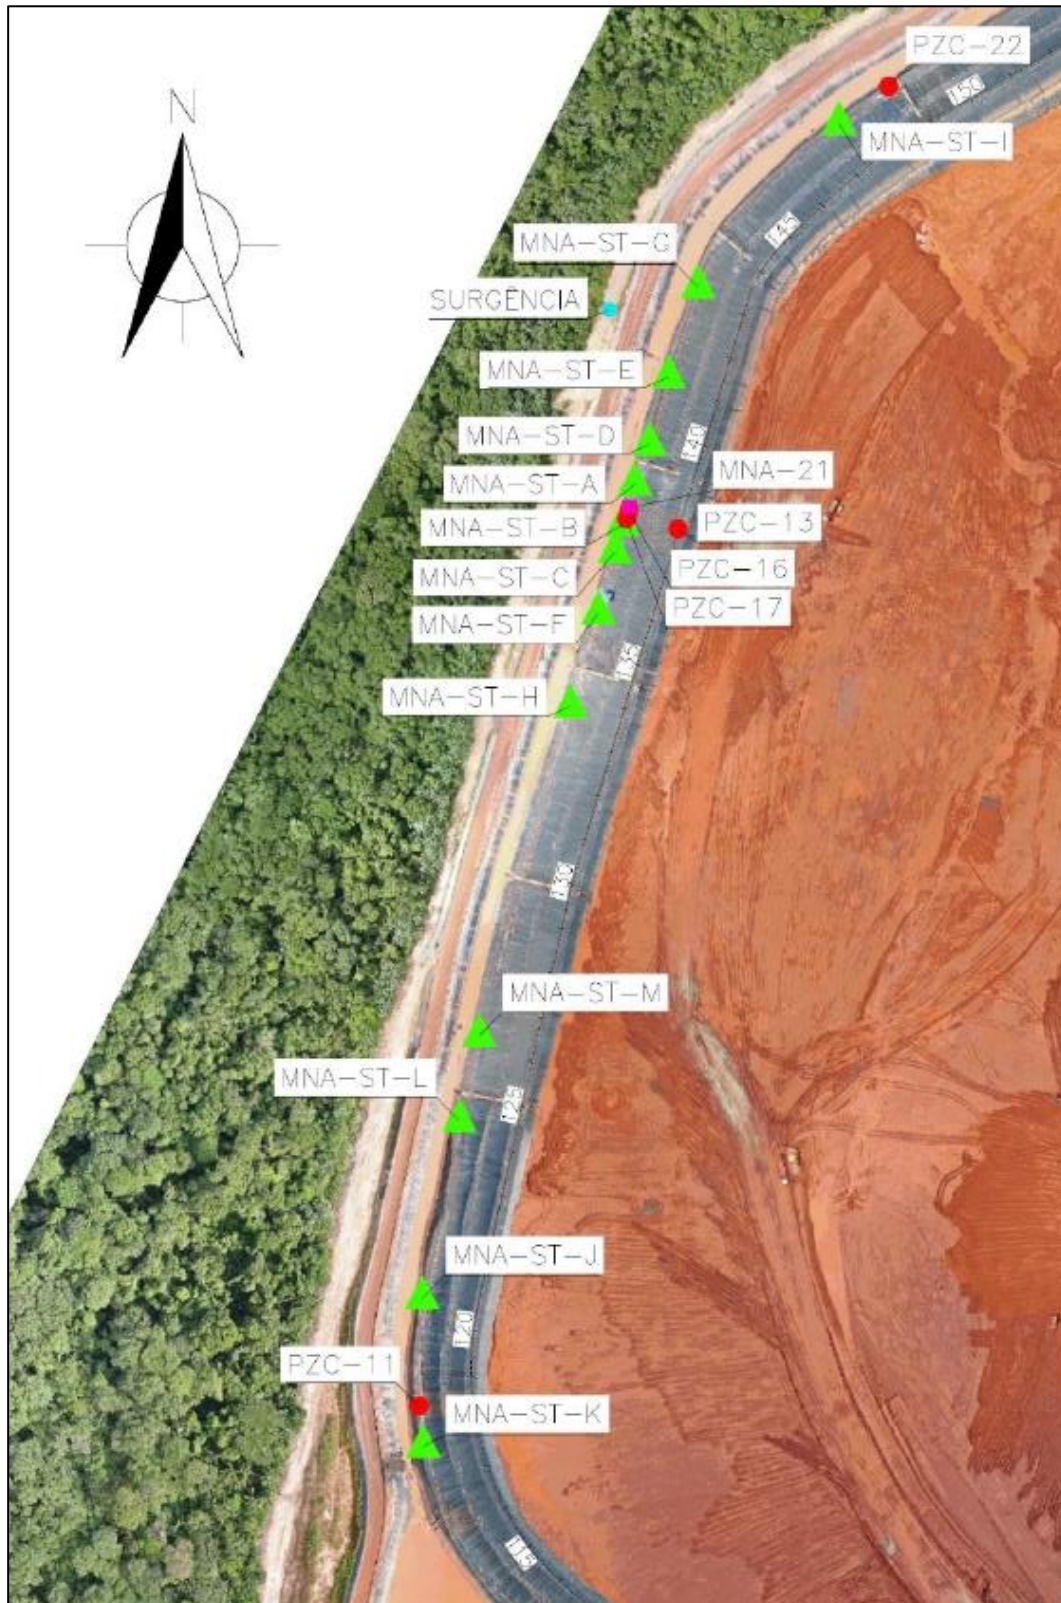 PZC-22
N
150
MNA-ST-I
145
MNA-ST-G
SURGÊNCIA
MNA-ST-E
MNA-ST-D
140
MNA-21
MNA-ST-A
PZC-13
MNA-ST-B
PZC-16
MNA-ST-C
PZC-17
MNA-ST-F
135
MNA-ST-H
130
MNA-ST-M
MNA-ST-L
125
MNA-ST-J
120
PZC-11
MNA-ST-K
115